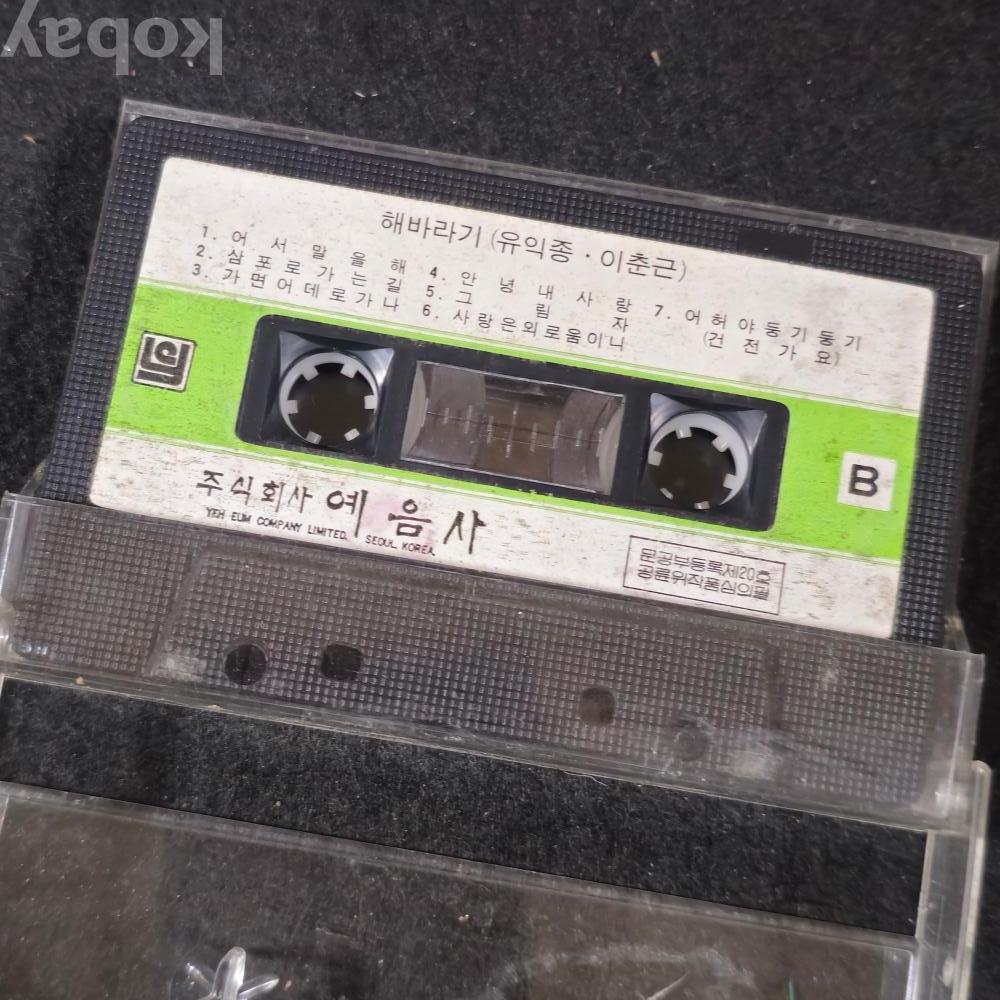 kobay
해바라기 (유익종 · 이춘근)
1. 어서말을해
2. 삼포로가는길
3. 가면어데로가나
4. 안녕내사랑
5. 그림자
6. 사랑은외로움이니
7. 어허야둥기둥기
(건전가요)
B
주식회사 예음사
YEH EUM COMPANY LIMITED. SEOUL KOREA
문공부등록제20호
공륜위작품심의필